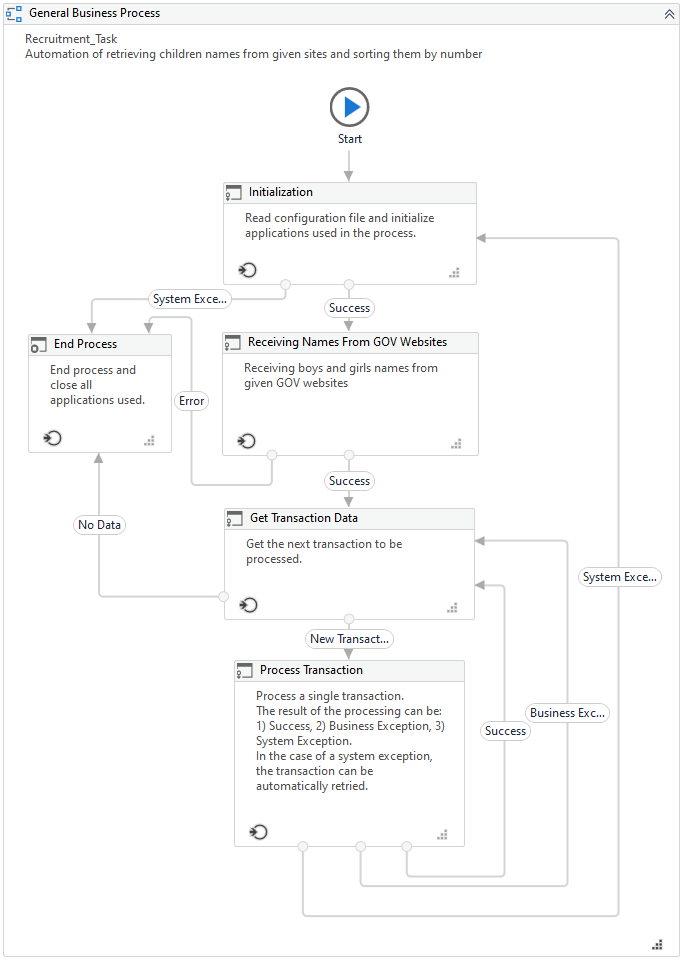 General Business Process
Recruitment_Task
Automation of retrieving children names from given sites and sorting them by number
Start
Initialization
Read configuration file and initialize
applications used in the process.
System Exce...
Success
End Process
End process and
close all
applications used.
Receiving Names From GOV Websites
Receiving boys and girls names from
given GOV websites
Error
Success
No Data
Get Transaction Data
Get the next transaction to be
processed.
System Exce...
New Transact...
Process Transaction
Process a single transaction.
The result of the processing can be:
1) Success, 2) Business Exception, 3)
System Exception.
In the case of a system exception,
the transaction can be
automatically retried.
Business Exc...
Success